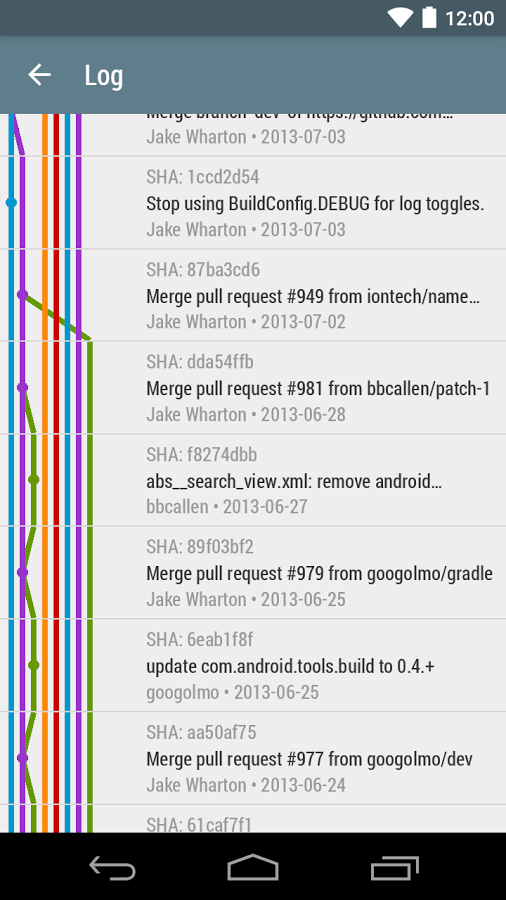 12:00
Log
Merge branch 'dev' of https://github.com...
Jake Wharton • 2013-07-03
SHA: 1ccd2d54
Stop using BuildConfig.DEBUG for log toggles.
Jake Wharton • 2013-07-03
SHA: 87ba3cd6
Merge pull request #949 from iontech/name...
Jake Wharton • 2013-07-02
SHA: dda54ffb
Merge pull request #981 from bbcallen/patch-1
Jake Wharton • 2013-06-28
SHA: f8274dbb
abs__search_view.xml: remove android...
bbcallen • 2013-06-27
SHA: 89f03bf2
Merge pull request #979 from googolmo/gradle
Jake Wharton • 2013-06-25
SHA: 6eab1f8f
update com.android.tools.build to 0.4.+
googolmo • 2013-06-25
SHA: aa50af75
Merge pull request #977 from googolmo/dev
Jake Wharton • 2013-06-24
SHA: 61caf7f1